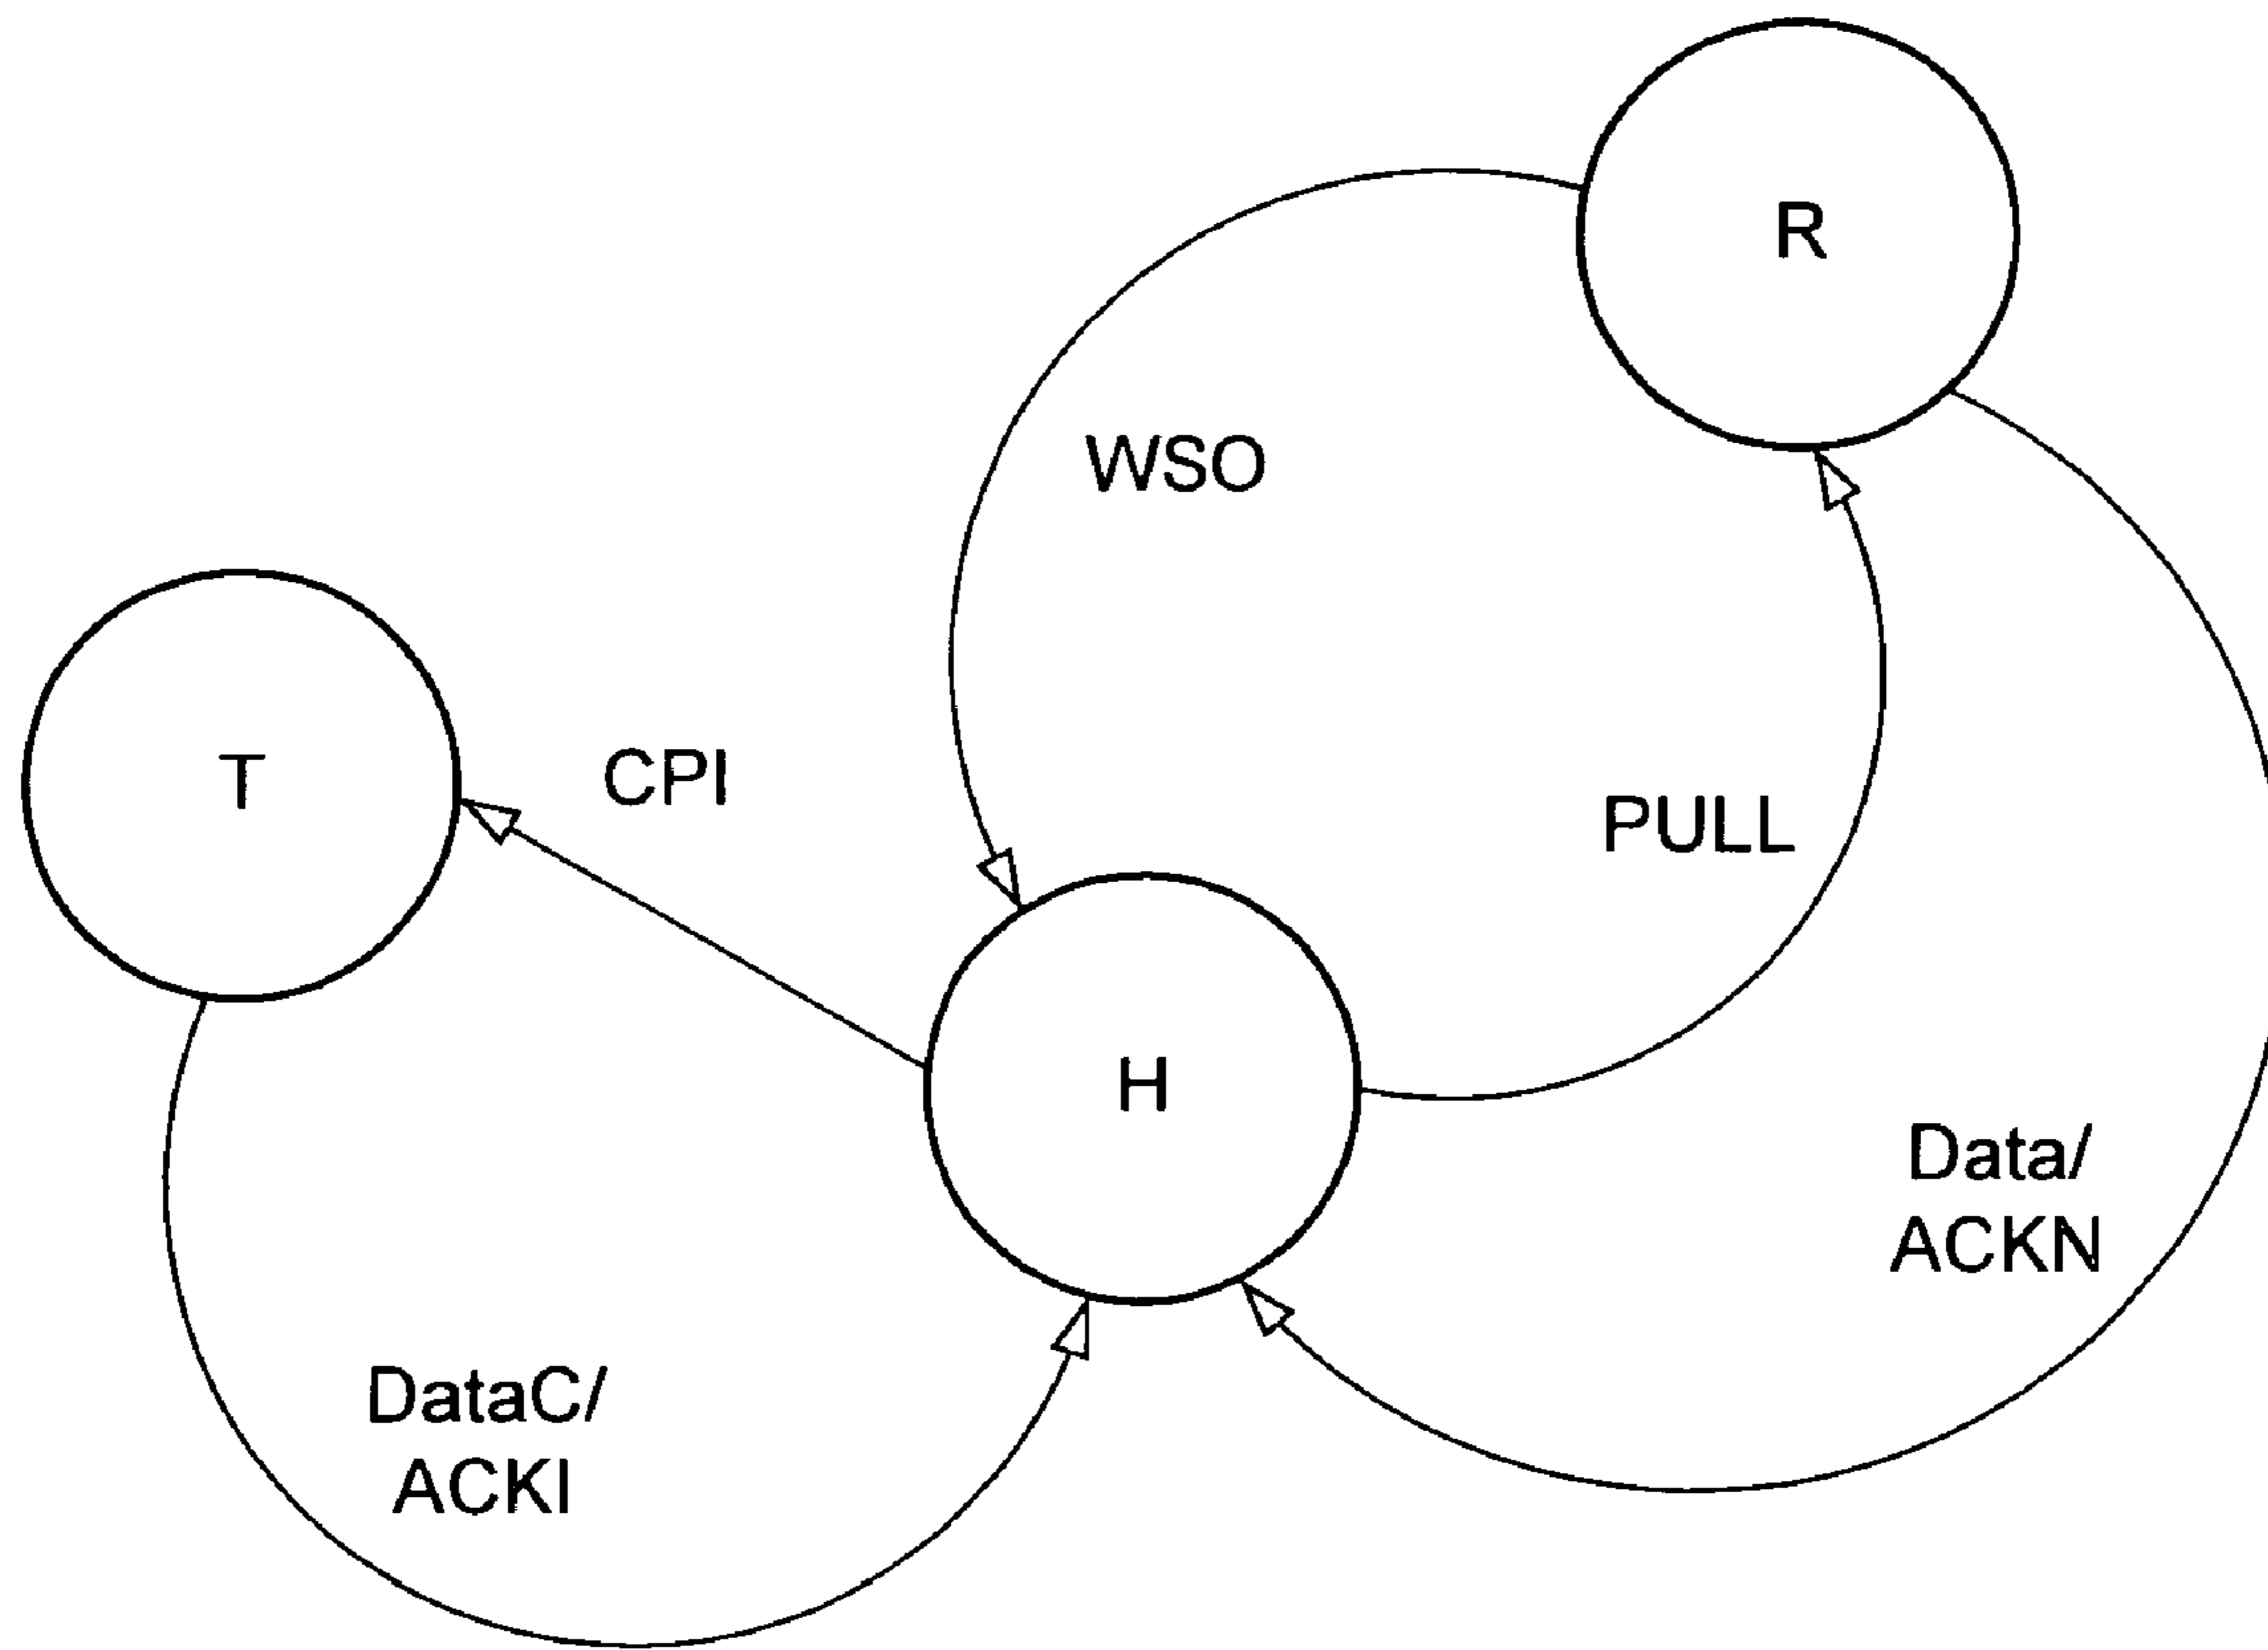 R
WSO
T
CPI
PULL
H
Data/
ACKN
DataC/
ACKI